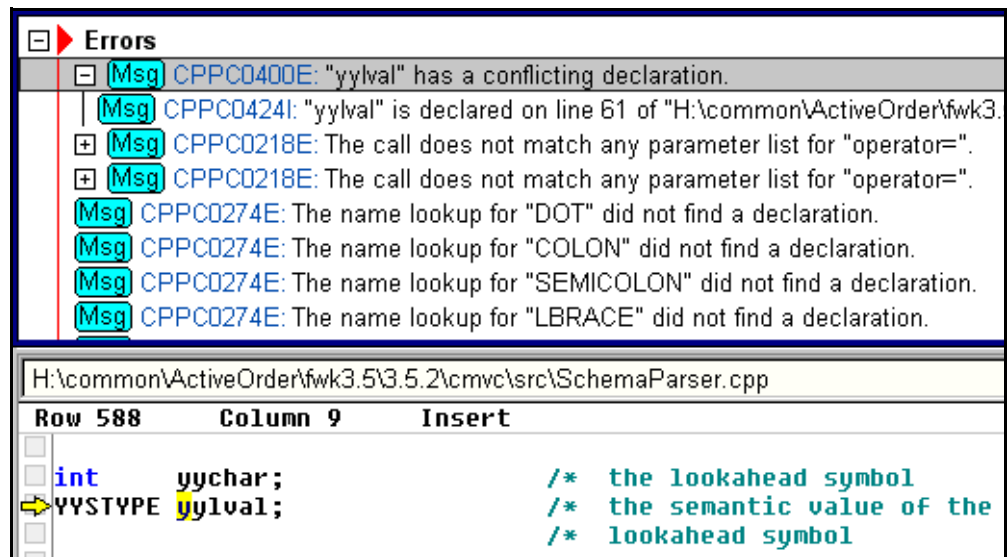 Errors
Msg CPPC0400E: "yylval" has a conflicting declaration.
Msg CPPC0424I: "yylval" is declared on line 61 of "H:\common\ActiveOrder\fwk3.
Msg CPPC0218E: The call does not match any parameter list for "operator=".
Msg CPPC0218E: The call does not match any parameter list for "operator=".
Msg CPPC0274E: The name lookup for "DOT" did not find a declaration.
Msg CPPC0274E: The name lookup for "COLON" did not find a declaration.
Msg CPPC0274E: The name lookup for "SEMICOLON" did not find a declaration.
Msg CPPC0274E: The name lookup for "LBRACE" did not find a declaration.
H:\common\ActiveOrder\fwk3.5\3.5.2\cmvc\src\SchemaParser.cpp
Row 588 Column 9 Insert
int yychar; /* the lookahead symbol
YYSTYPE yylval; /* the semantic value of the
/* lookahead symbol